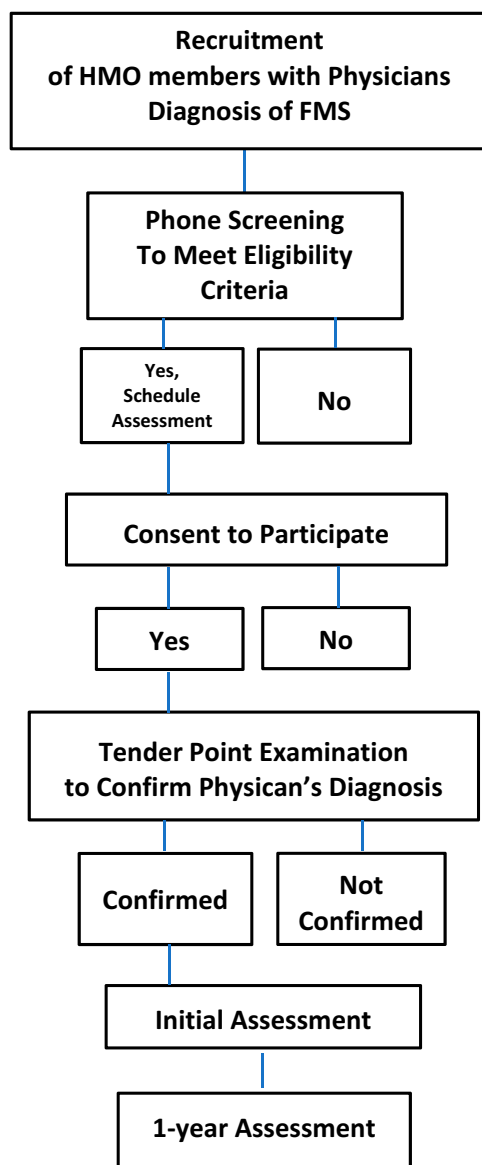 Recruitment
of HMO members with Physicians
Diagnosis of FMS
Phone Screening
To Meet Eligibility
Criteria
Yes,
Schedule
Assessment
No
Consent to Participate
Yes
No
Tender Point Examination
to Confirm Physican’s Diagnosis
Confirmed
Not
Confirmed
Initial Assessment
1-year Assessment